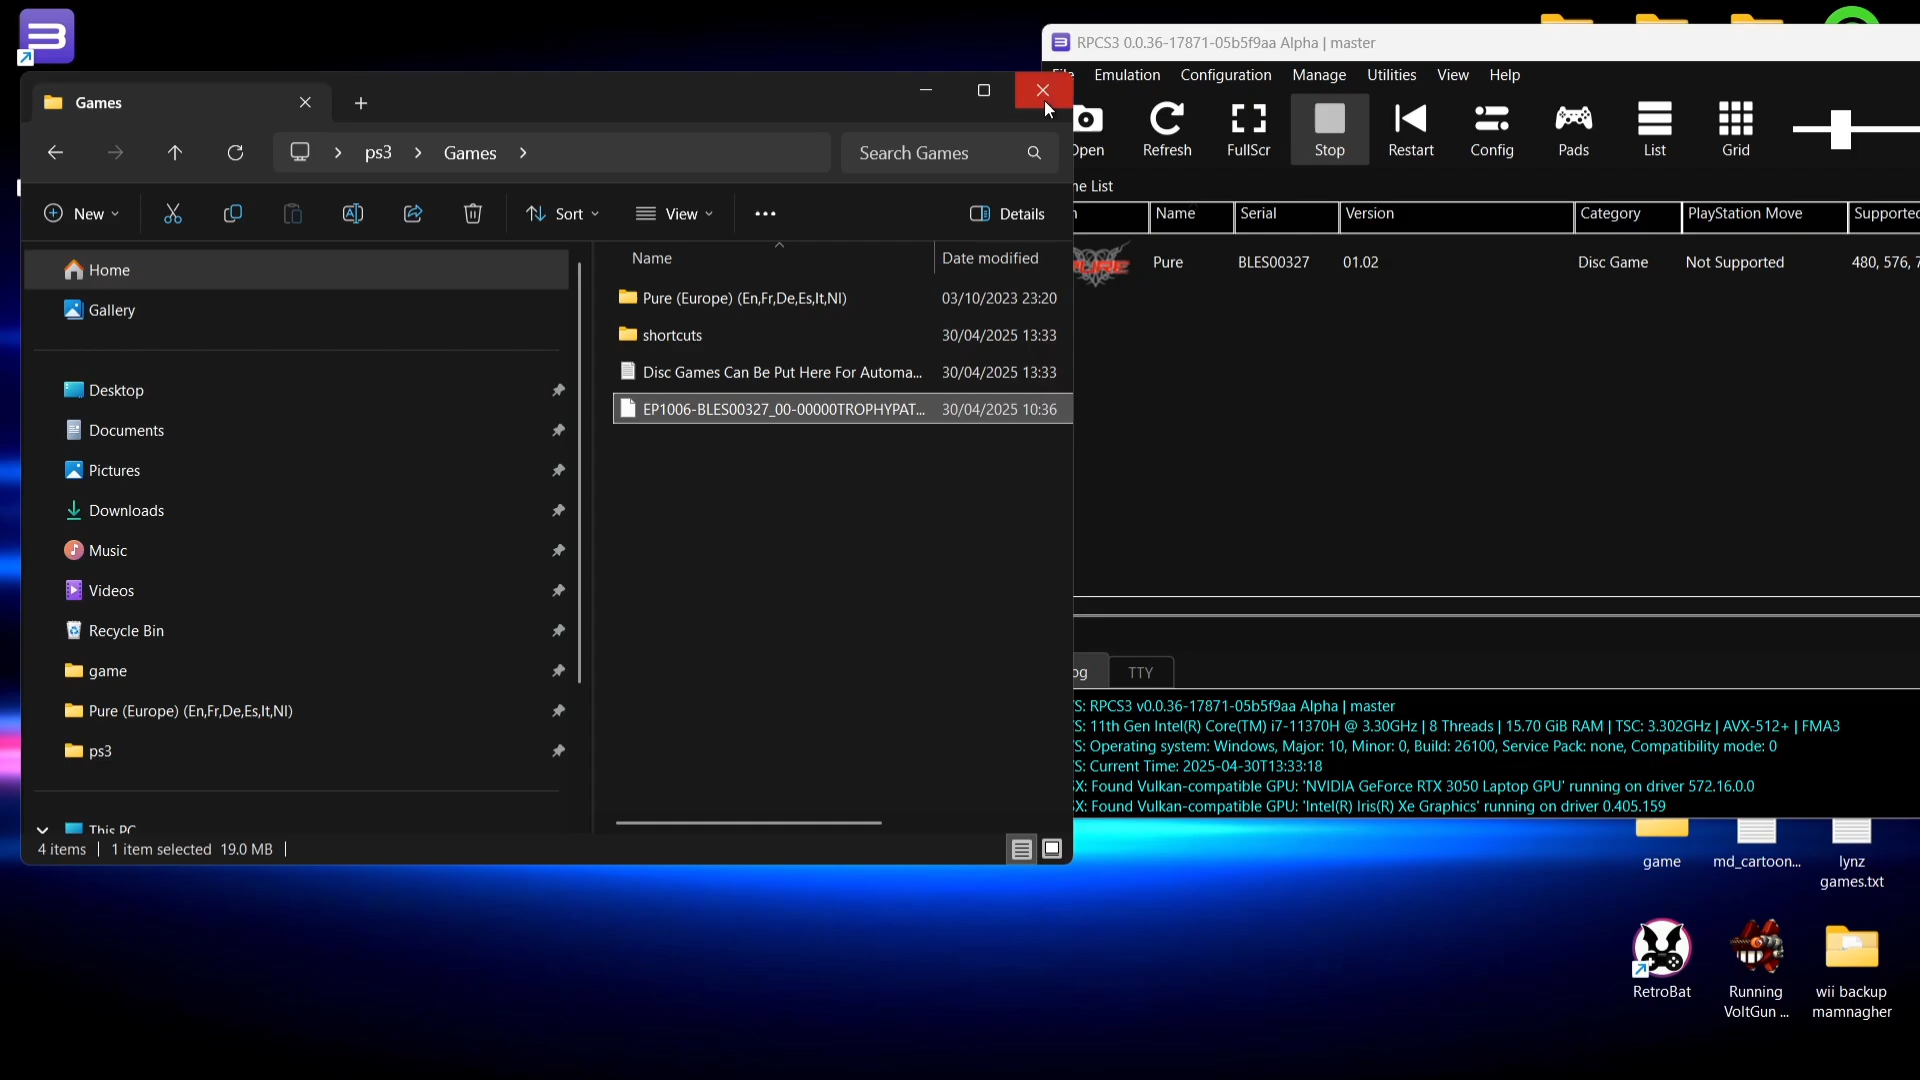 RPCS3 0.0.36-17871-05b5f9aa Alpha | master
File Emulation Configuration Manage Utilities View Help
Games
ps3 Games
Search Games
Open Refresh FullScr Stop Restart Config Pads List Grid
ne List
New Sort View Details
Name Serial Version Category PlayStation Move Supported
Pure BLES00327 01.02 Disc Game Not Supported 480, 576, 7
Home
Gallery
Desktop
Documents
Pictures
Downloads
Music
Videos
Recycle Bin
game
Pure (Europe) (En,Fr,De,Es,It,Nl)
ps3
This PC
Name Date modified
Pure (Europe) (En,Fr,De,Es,It,Nl) 03/10/2023 23:20
shortcuts 30/04/2025 13:33
Disc Games Can Be Put Here For Automa... 30/04/2025 13:33
EP1006-BLES00327_00-00000TROPHYPAT... 30/04/2025 10:36
4 items 1 item selected 19.0 MB
og TTY
S: RPCS3 v0.0.36-17871-05b5f9aa Alpha | master
S: 11th Gen Intel(R) Core(TM) i7-11370H @ 3.30GHz | 8 Threads | 15.70 GiB RAM | TSC: 3.302GHz | AVX-512+ | FMA3
S: Operating system: Windows, Major: 10, Minor: 0, Build: 26100, Service Pack: none, Compatibility mode: 0
S: Current Time: 2025-04-30T13:33:18
X: Found Vulkan-compatible GPU: 'NVIDIA GeForce RTX 3050 Laptop GPU' running on driver 572.16.0.0
X: Found Vulkan-compatible GPU: 'Intel(R) Iris(R) Xe Graphics' running on driver 0.405.159
game
md_cartoon...
lynz
games.txt
RetroBat
Running
VoltGun ...
wii backup
mamnagher